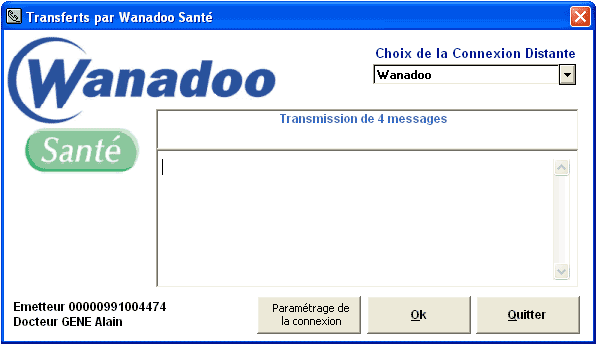 Transferts par Wanadoo Santé
Wanadoo
Santé
Choix de la Connexion Distante
Wanadoo
Transmission de 4 messages
Emetteur 00000991004474
Docteur GENE Alain
Paramétrage de
la connexion
Ok
Quitter